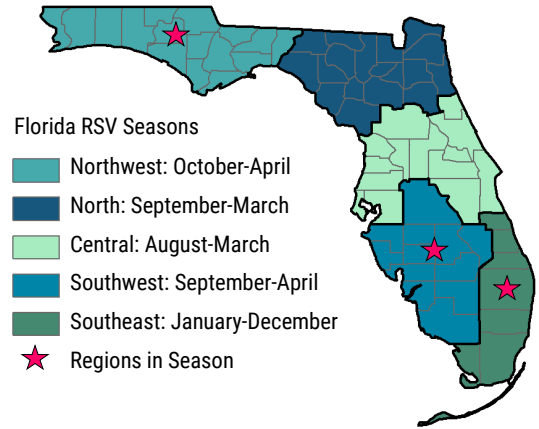 Florida RSV Seasons
Northwest: October-April
North: September-March
Central: August-March
Southwest: September-April
Southeast: January-December
Regions in Season